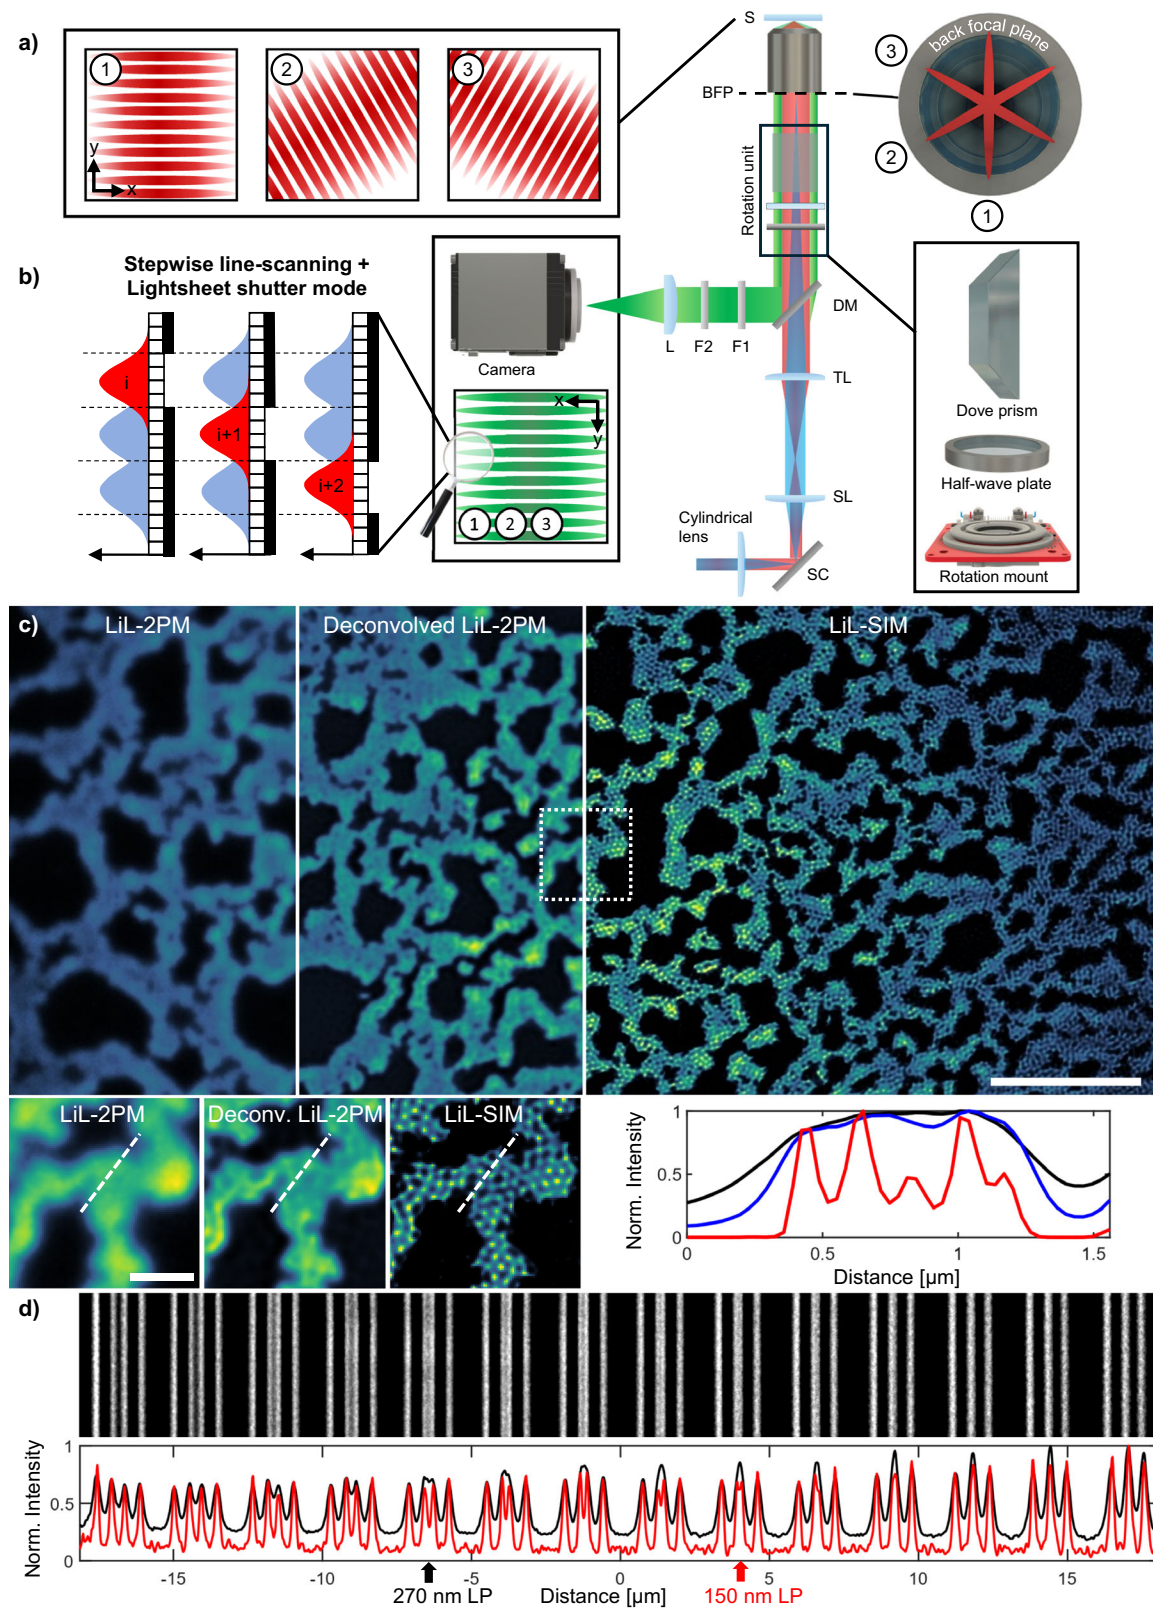 a)
1
2
3
y
x
S
BFP
Rotation unit
back focal plane
3
2
1
b)
Stepwise line-scanning +
Lightsheet shutter mode
i
i+1
i+2
Camera
x
y
1 2 3
L F2 F1
DM
TL
SL
Cylindrical
lens
SC
Dove prism
Half-wave plate
Rotation mount
c)
LiL-2PM
Deconvolved LiL-2PM
LiL-SIM
LiL-2PM
Deconv. LiL-2PM
LiL-SIM
Norm. Intensity
1
0.5
0
0 0.5 1 1.5
Distance [µm]
d)
Norm. Intensity
1
0.5
0
-15 -10 -5 0 5 10 15
270 nm LP
Distance [µm]
150 nm LP